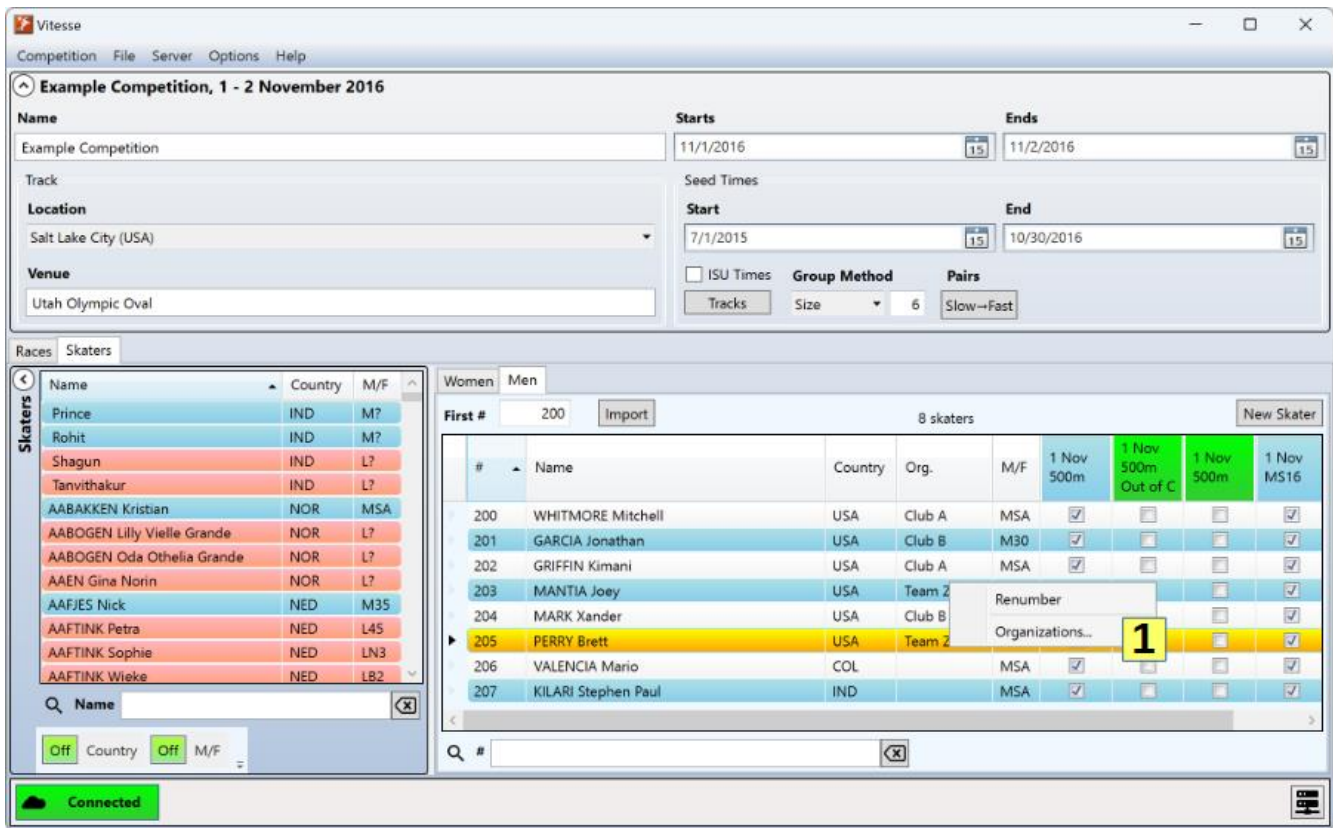 Vitesse
Competition File Server Options Help
Example Competition, 1 - 2 November 2016
Name Starts Ends
Example Competition 11/1/2016 15 11/2/2016 15
Track Seed Times
Location Start End
Salt Lake City (USA) 7/1/2015 15 10/30/2016 15
Venue ISU Times Group Method Pairs
Utah Olympic Oval Tracks Size 6 Slow→Fast
Races Skaters
Skaters
Name Country M/F
Prince IND M?
Rohit IND M?
Shagun IND L?
Tanvithakur IND L?
AABAKKEN Kristian NOR MSA
AABOGEN Lilly Vielle Grande NOR L?
AABOGEN Oda Othelia Grande NOR L?
AAEN Gina Norin NOR L?
AAFJES Nick NED M35
AAFTINK Petra NED L45
AAFTINK Sophie NED LN3
AAFTINK Wieke NED LB2
Name
Off Country Off M/F
Women Men
First # 200 Import 8 skaters New Skater
# Name Country Org. M/F 1 Nov 500m 1 Nov 500m Out of C 1 Nov 500m 1 Nov MS16
200 WHITMORE Mitchell USA Club A MSA
201 GARCIA Jonathan USA Club B M30
202 GRIFFIN Kimani USA Club A MSA
203 MANTIA Joey USA Team Z
204 MARK Xander USA Club B
205 PERRY Brett USA Team Z
206 VALENCIA Mario COL MSA
207 KILARI Stephen Paul IND MSA
Renumber
Organizations...
1
#
Connected